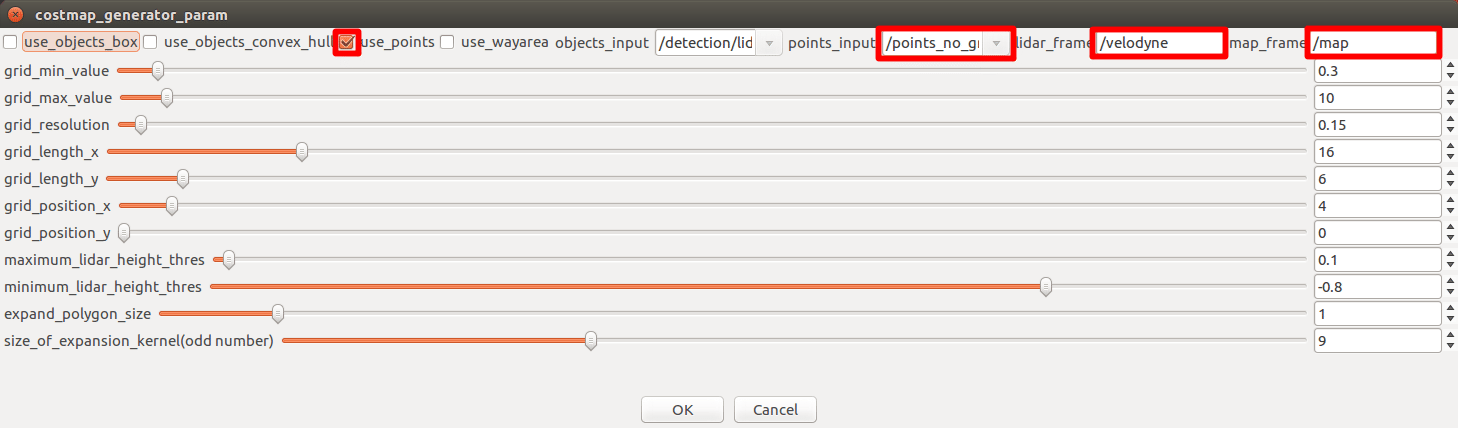 costmap_generator_param
use_objects_box use_objects_convex_hull use_points use_wayarea objects_input /detection/lid points_input /points_no_g lidar_frame /velodyne map_frame /map
grid_min_value 0.3
grid_max_value 10
grid_resolution 0.15
grid_length_x 16
grid_length_y 6
grid_position_x 4
grid_position_y 0
maximum_lidar_height_thres 0.1
minimum_lidar_height_thres -0.8
expand_polygon_size 1
size_of_expansion_kernel(odd number) 9
OK Cancel